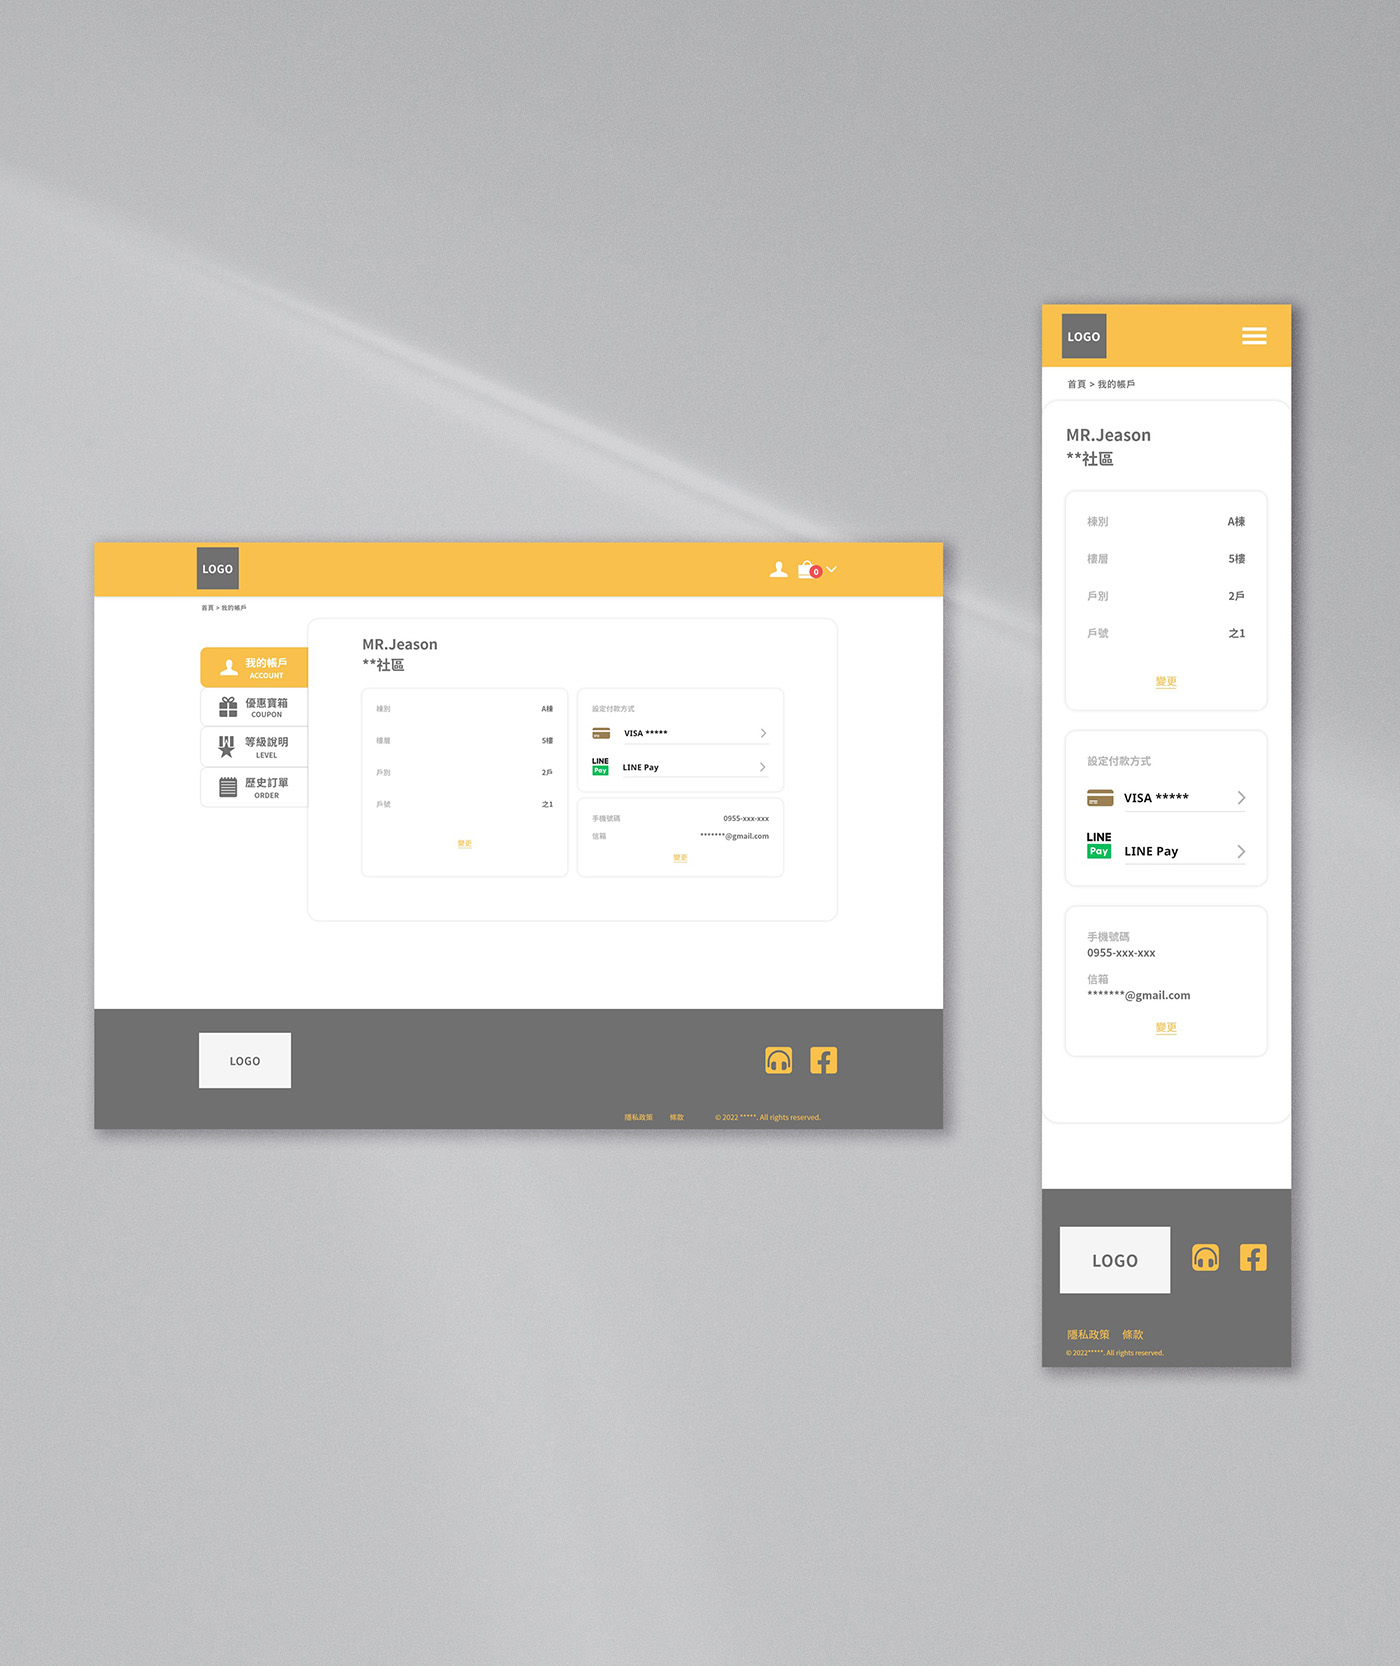 LOGO
0
首頁 > 我的帳戶
我的帳戶
ACCOUNT
優惠寶箱
COUPON
等級說明
LEVEL
歷史訂單
ORDER
MR.Jeason
**社區
棟別 A棟
樓層 5樓
戶別 2戶
戶號 之1
變更
設定付款方式
VISA *****
LINE Pay LINE Pay
手機號碼 0955-xxx-xxx
信箱 *******@gmail.com
變更
LOGO
隱私政策 條款 © 2022 *****. All rights reserved.
LOGO
首頁 > 我的帳戶
MR.Jeason
**社區
棟別 A棟
樓層 5樓
戶別 2戶
戶號 之1
變更
設定付款方式
VISA *****
LINE Pay LINE Pay
手機號碼
0955-xxx-xxx
信箱
*******@gmail.com
變更
LOGO
隱私政策 條款
© 2022*****. All rights reserved.